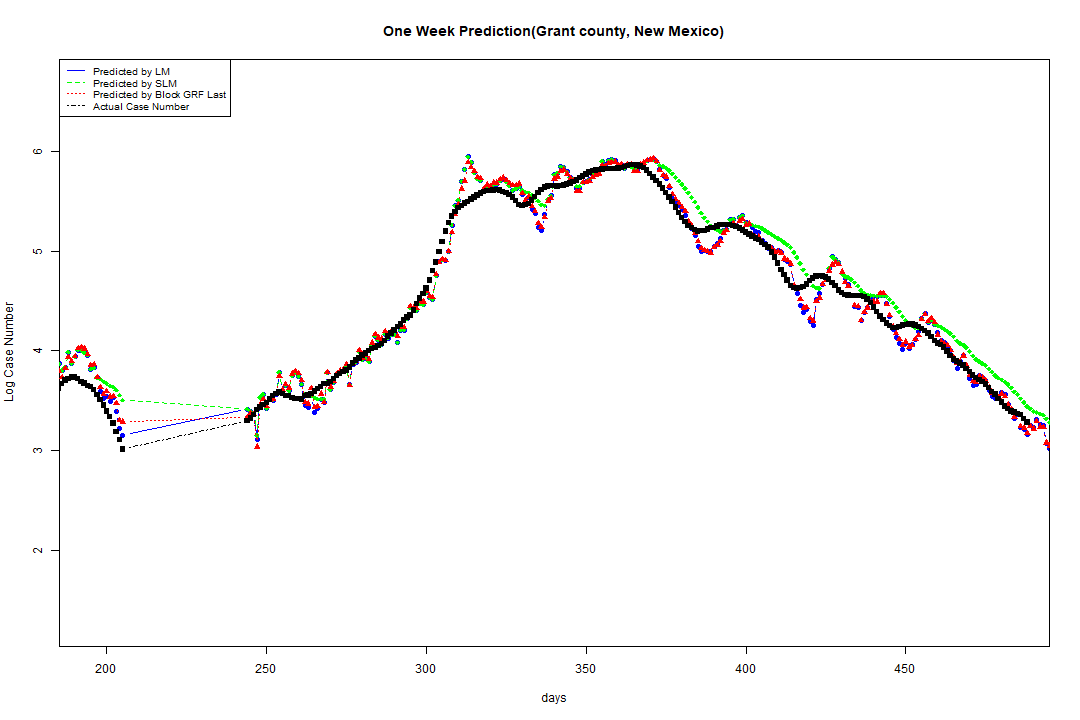 One Week Prediction(Grant county, New Mexico)
Predicted by LM
Predicted by SLM
Predicted by Block GRF Last
Actual Case Number
Log Case Number
6
5
4
3
2
200 250 300 350 400 450
days